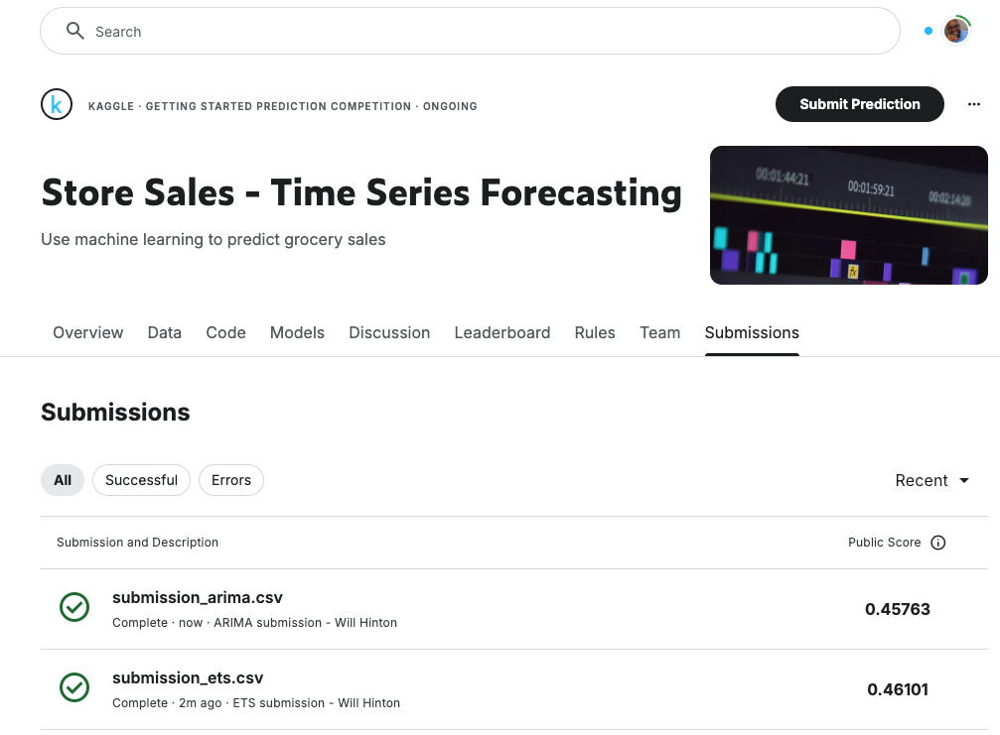 Search
k
KAGGLE · GETTING STARTED PREDICTION COMPETITION · ONGOING
Submit Prediction
Store Sales - Time Series Forecasting
Use machine learning to predict grocery sales
00:01:44:21
00:01:59:21
00:02:14:20
fx
Overview Data Code Models Discussion Leaderboard Rules Team Submissions
Submissions
All Successful Errors
Recent
Submission and Description Public Score
submission_arima.csv
Complete · now · ARIMA submission - Will Hinton
0.45763
submission_ets.csv
Complete · 2m ago · ETS submission - Will Hinton
0.46101